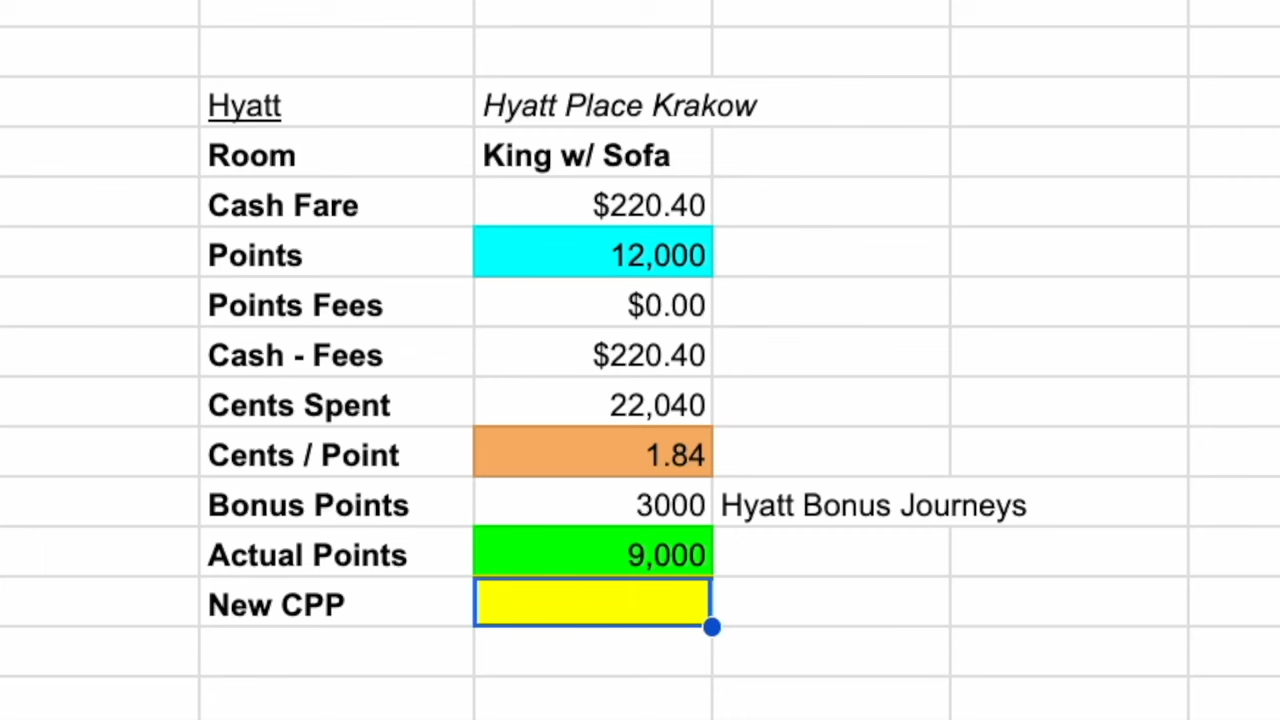 Hyatt Hyatt Place Krakow
Room King w/ Sofa
Cash Fare $220.40
Points 12,000
Points Fees $0.00
Cash - Fees $220.40
Cents Spent 22,040
Cents / Point 1.84
Bonus Points 3000 Hyatt Bonus Journeys
Actual Points 9,000
New CPP